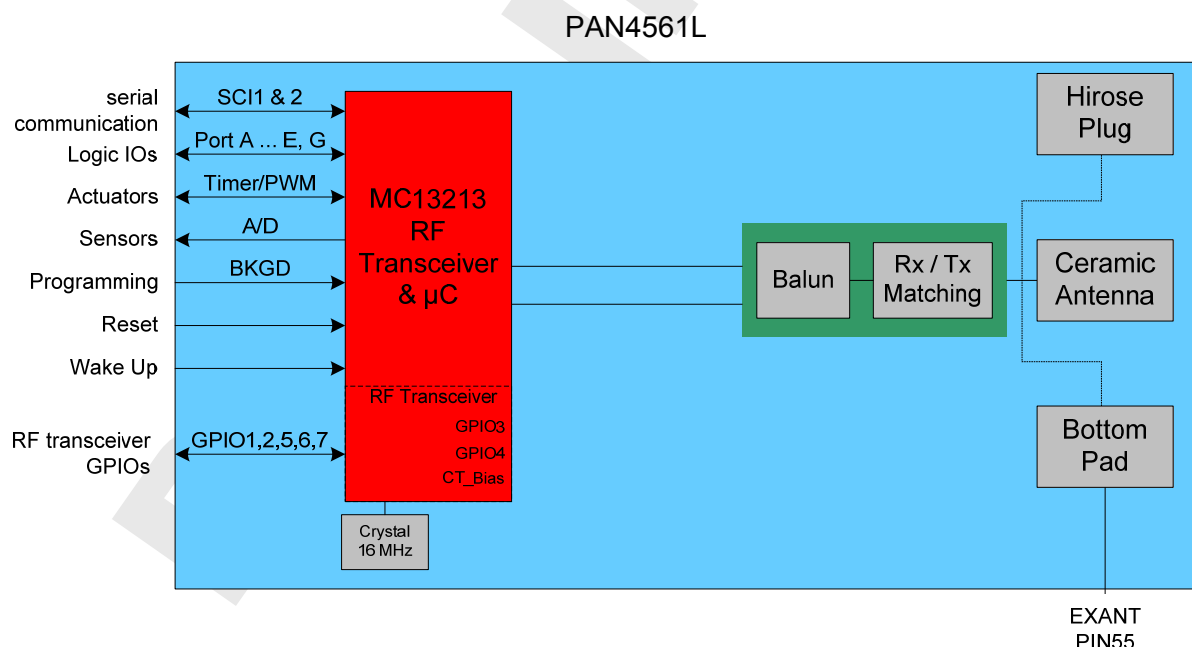 PAN4561L
serial
communication
Logic IOs
Actuators
Sensors
Programming
Reset
Wake Up
RF transceiver
GPIOs
SCI1 & 2
Port A ... E, G
Timer/PWM
A/D
BKGD
GPIO1,2,5,6,7
MC13213
RF
Transceiver
& µC
RF Transceiver
GPIO3
GPIO4
CT_Bias
Crystal
16 MHz
Balun
Rx / Tx
Matching
Hirose
Plug
Ceramic
Antenna
Bottom
Pad
EXANT
PIN55